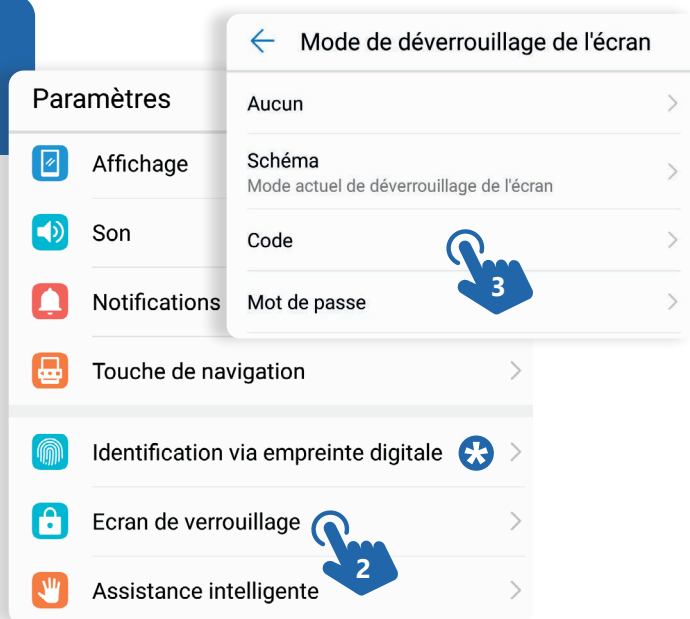 Mode de déverrouillage de l'écran
Aucun
Schéma
Mode actuel de déverrouillage de l'écran
Code
3
Mot de passe
Paramètres
Affichage
Son
Notifications
Touche de navigation
Identification via empreinte digitale
Ecran de verrouillage
2
Assistance intelligente